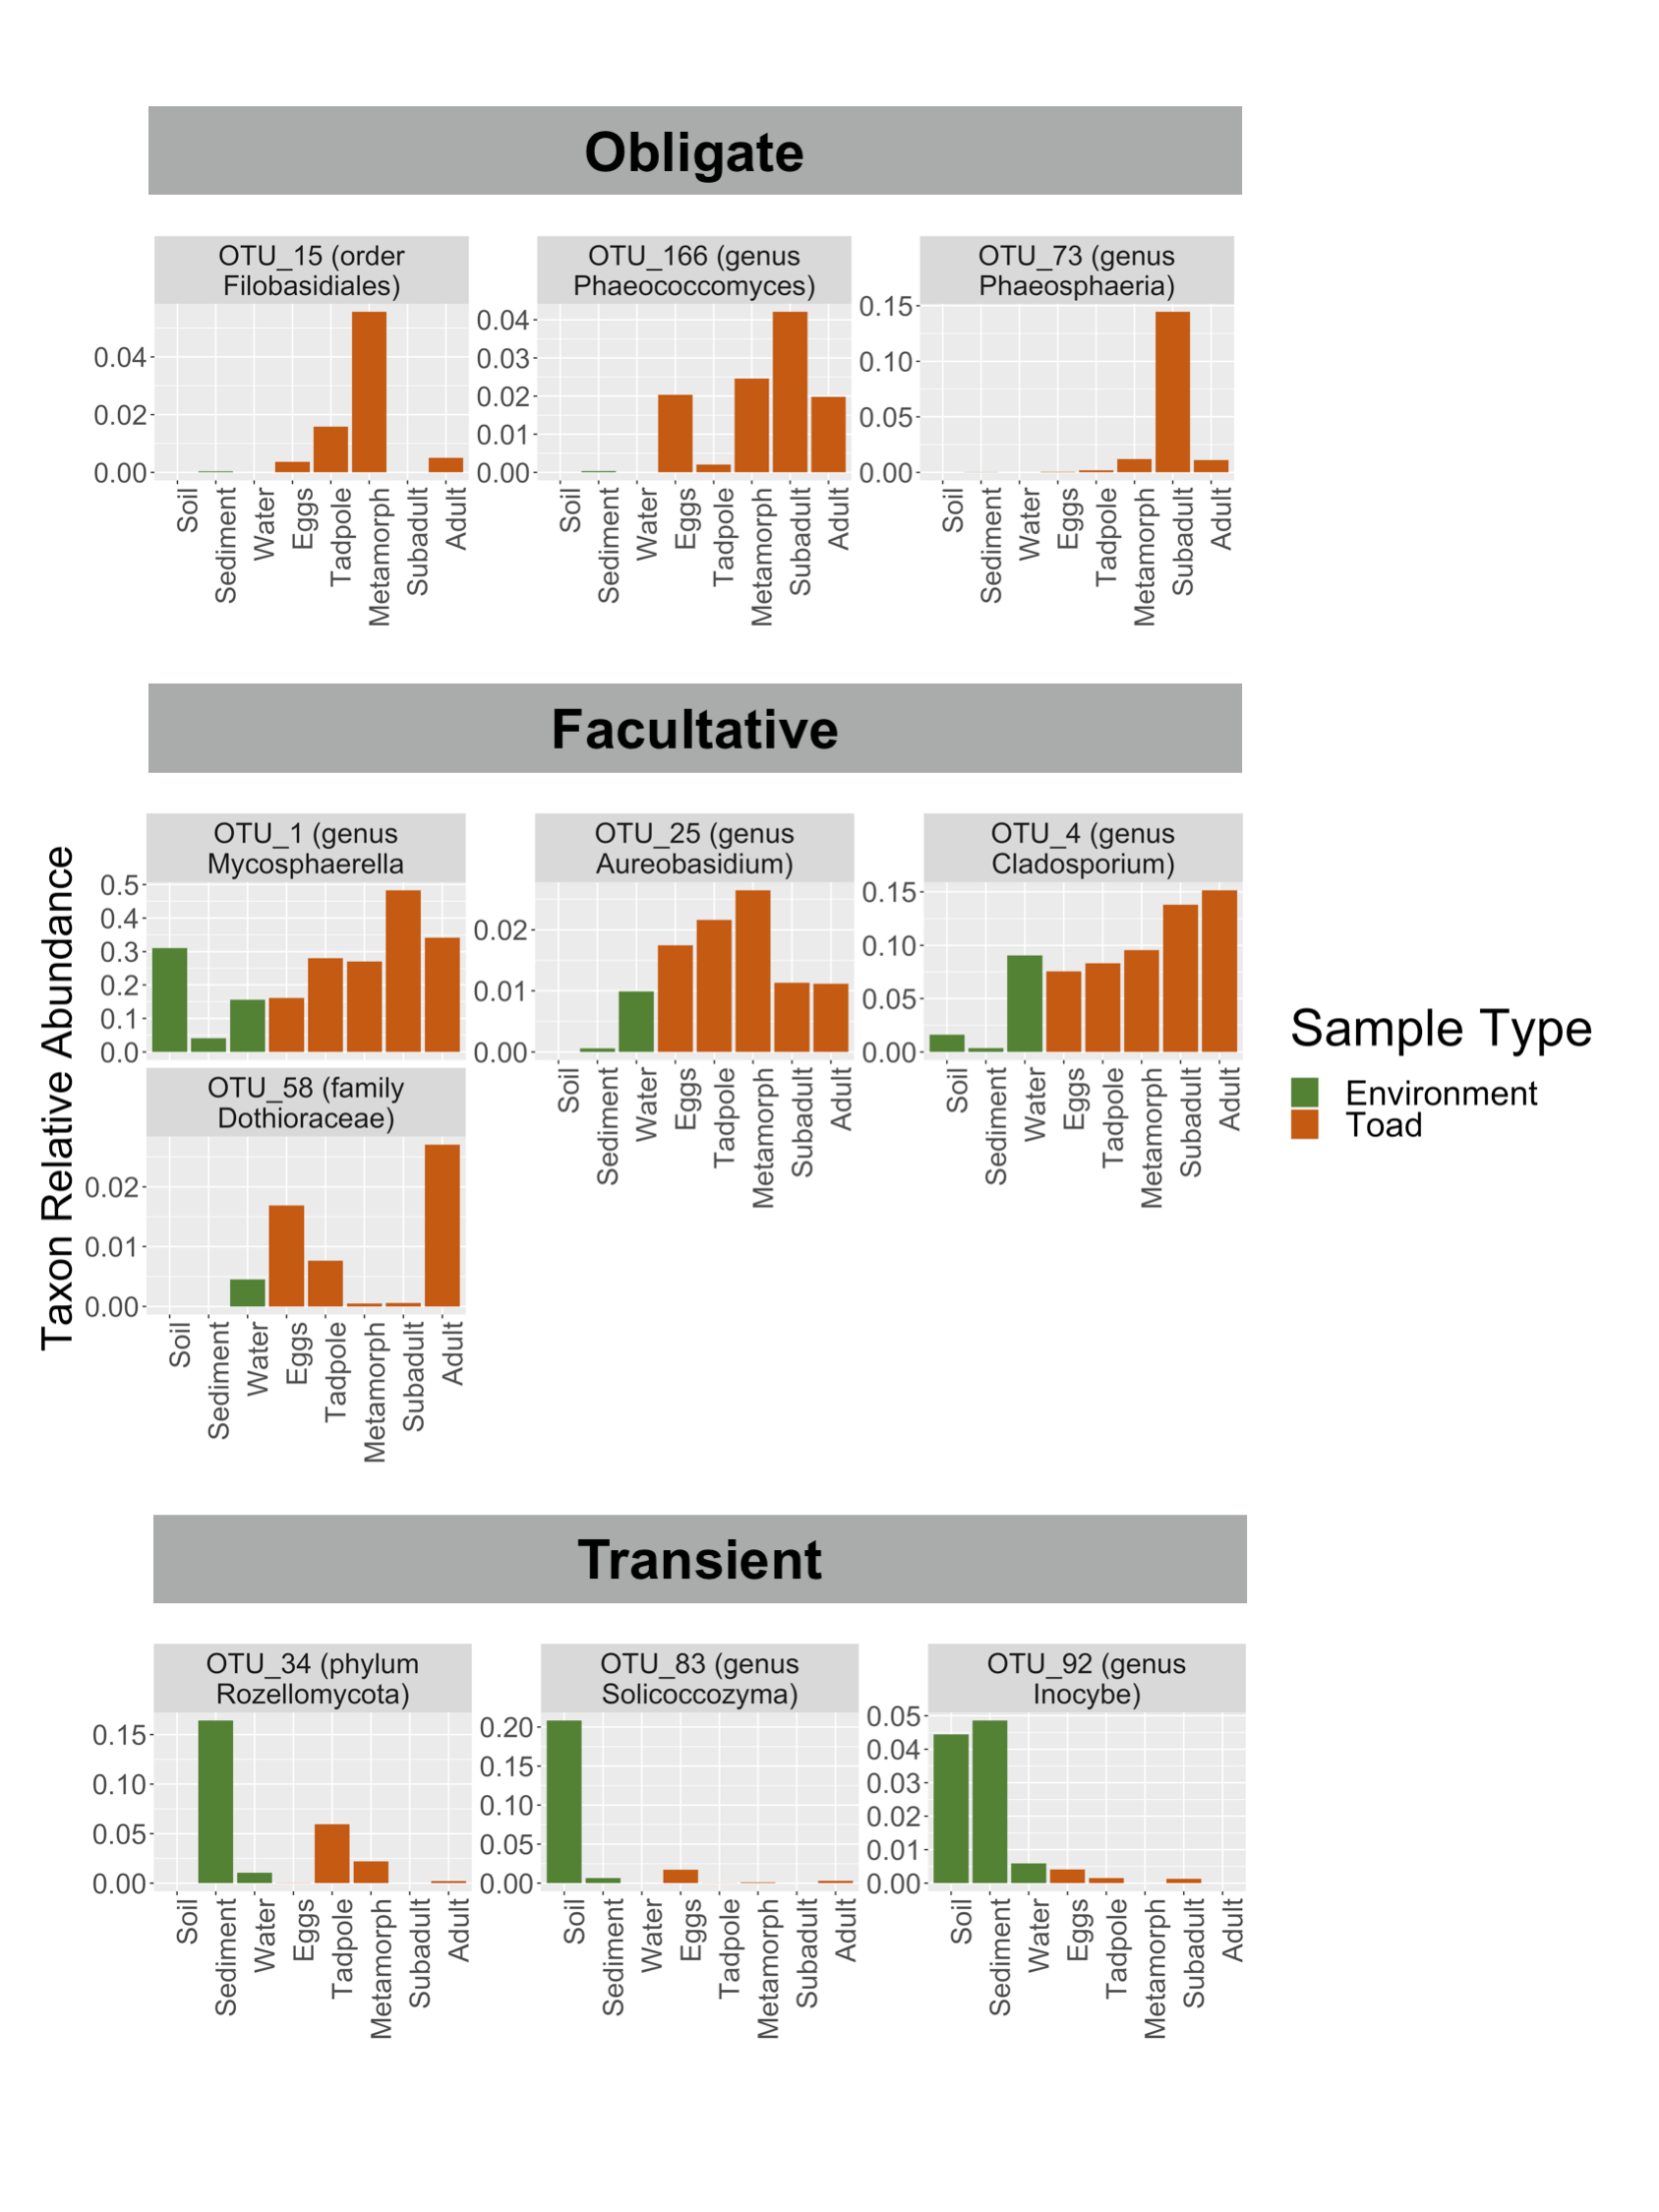 Obligate
OTU_15 (order
Filobasidiales)
OTU_166 (genus
Phaeococcomyces)
OTU_73 (genus
Phaeosphaeria)
0.04
0.02
0.00
0.04
0.03
0.02
0.01
0.00
0.15
0.10
0.05
0.00
Soil
Sediment
Water
Eggs
Tadpole
Metamorph
Subadult
Adult
Soil
Sediment
Water
Eggs
Tadpole
Metamorph
Subadult
Adult
Soil
Sediment
Water
Eggs
Tadpole
Metamorph
Subadult
Adult
Facultative
Taxon Relative Abundance
OTU_1 (genus
Mycosphaerella
OTU_25 (genus
Aureobasidium)
OTU_4 (genus
Cladosporium)
0.5
0.4
0.3
0.2
0.1
0.0
0.02
0.01
0.00
0.15
0.10
0.05
0.00
Soil
Sediment
Water
Eggs
Tadpole
Metamorph
Subadult
Adult
Soil
Sediment
Water
Eggs
Tadpole
Metamorph
Subadult
Adult
OTU_58 (family
Dothioraceae)
0.02
0.01
0.00
Soil
Sediment
Water
Eggs
Tadpole
Metamorph
Subadult
Adult
Sample Type
Environment
Toad
Transient
OTU_34 (phylum
Rozellomycota)
OTU_83 (genus
Solicoccozyma)
OTU_92 (genus
Inocybe)
0.15
0.10
0.05
0.00
0.20
0.15
0.10
0.05
0.00
0.05
0.04
0.03
0.02
0.01
0.00
Soil
Sediment
Water
Eggs
Tadpole
Metamorph
Subadult
Adult
Soil
Sediment
Water
Eggs
Tadpole
Metamorph
Subadult
Adult
Soil
Sediment
Water
Eggs
Tadpole
Metamorph
Subadult
Adult